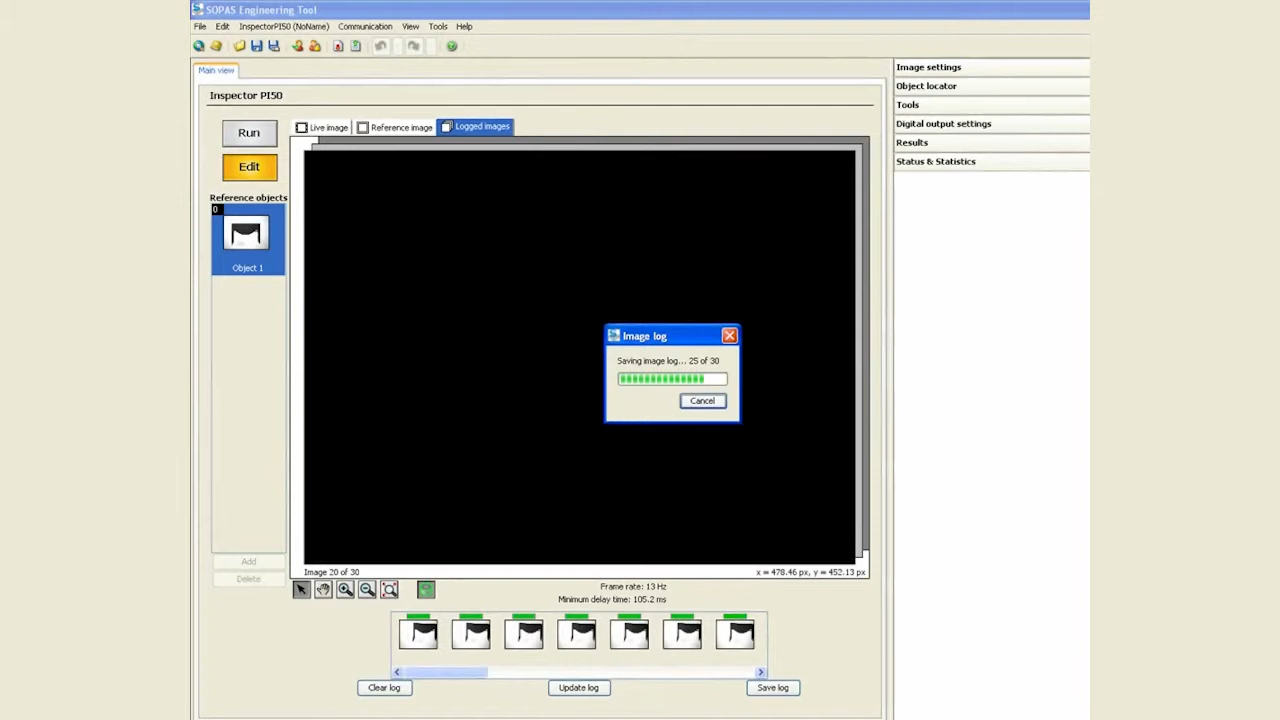 SOPAS Engineering Tool
File Edit InspectorPI50 (NoName) Communication View Tools Help
Main view
Inspector PI50
Run
Edit
Live image Reference image Logged images
Reference objects
0
Object 1
Add
Delete
Image log
Saving image log... 25 of 30
Cancel
Image 20 of 30
x = 478.46 px, y = 452.13 px
Frame rate: 13 Hz
Minimum delay time: 105.2 ms
Clear log Update log Save log
Image settings
Object locator
Tools
Digital output settings
Results
Status & Statistics